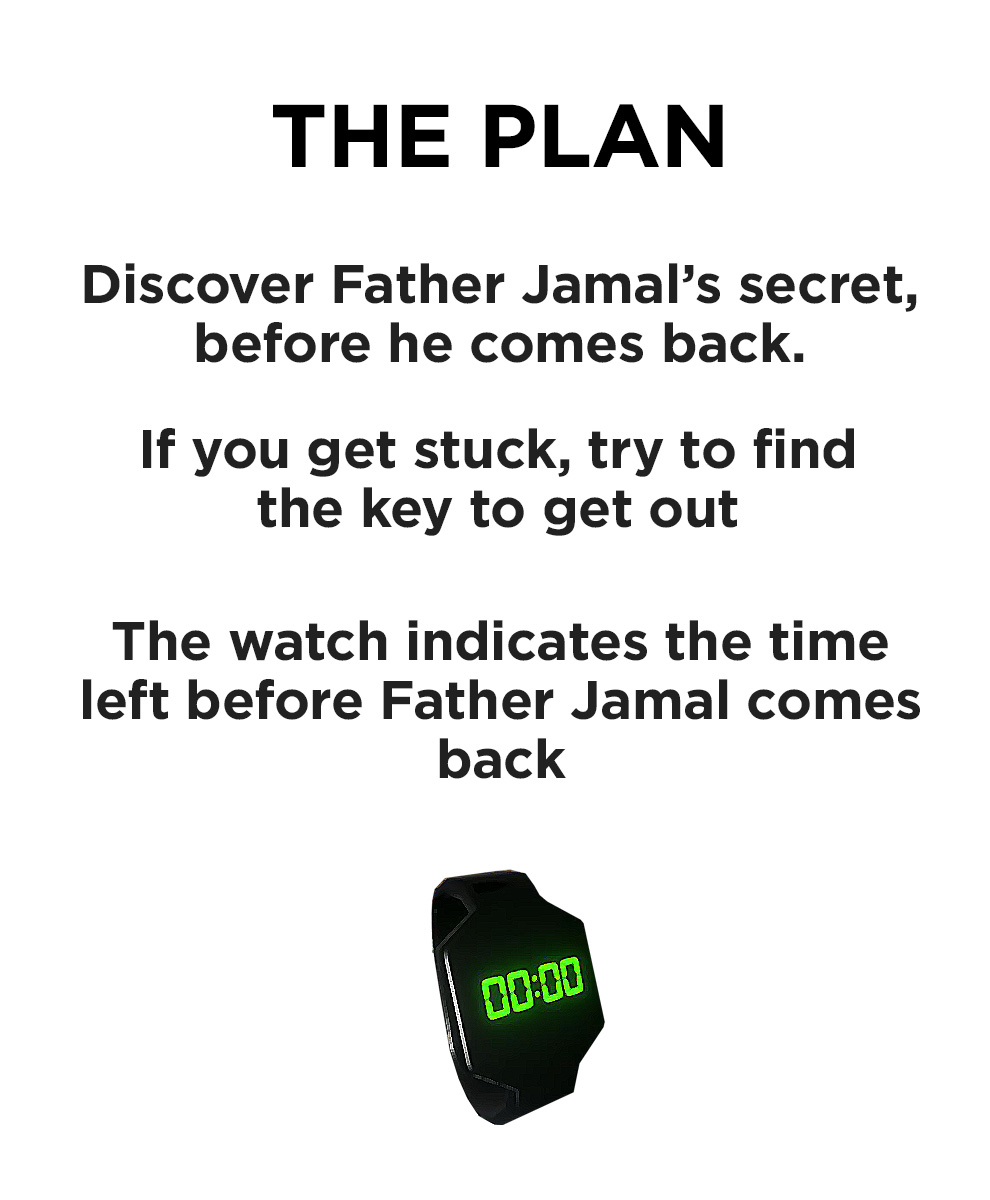 THE PLAN
Discover Father Jamal’s secret,
before he comes back.
If you get stuck, try to find
the key to get out
The watch indicates the time
left before Father Jamal comes
back
00:00